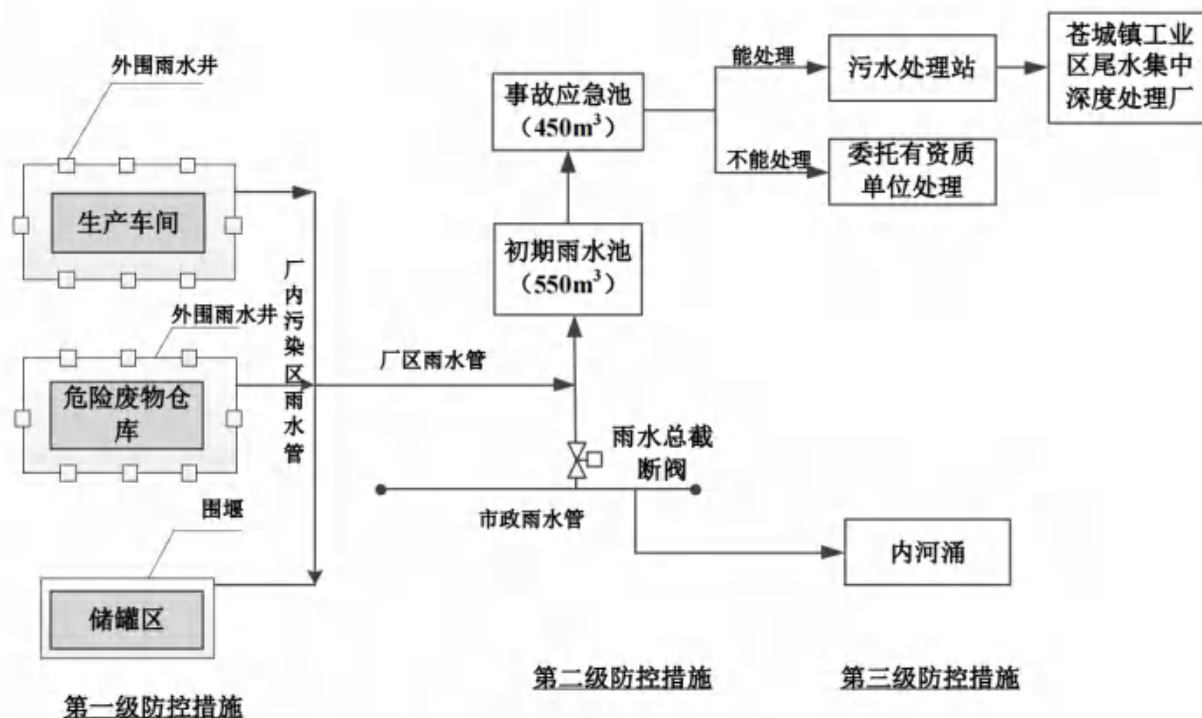 外围雨水井
生产车间
外围雨水井
危险废物仓
库
围堰
储罐区
第一级防控措施
厂内污染区雨水管
厂区雨水管
事故应急池
（450m³）
初期雨水池
（550m³）
雨水总截
断阀
市政雨水管
第二级防控措施
能处理
不能处理
污水处理站
委托有资质
单位处理
苍城镇工业
区尾水集中
深度处理厂
内河涌
第三级防控措施